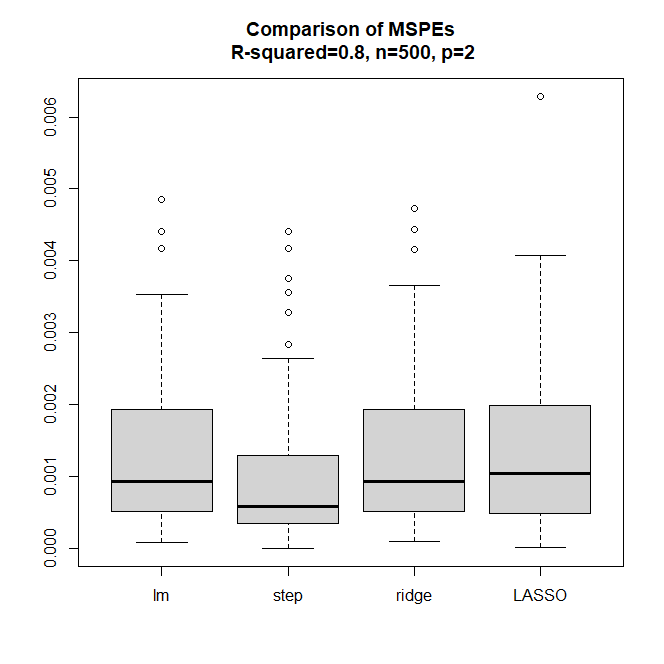 Comparison of MSPEs
R-squared=0.8, n=500, p=2
0.006
0.005
0.004
0.003
0.002
0.001
0.000
lm step ridge LASSO